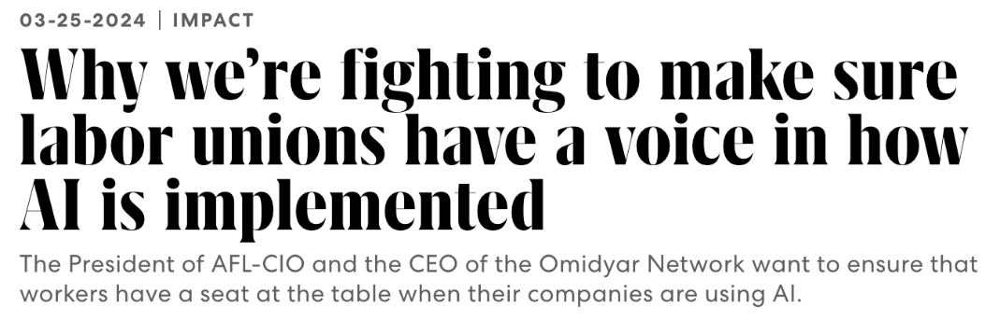 03-25-2024 | IMPACT
Why we're fighting to make sure
labor unions have a voice in how
AI is implemented
The President of AFL-CIO and the CEO of the Omidyar Network want to ensure that
workers have a seat at the table when their companies are using AI.